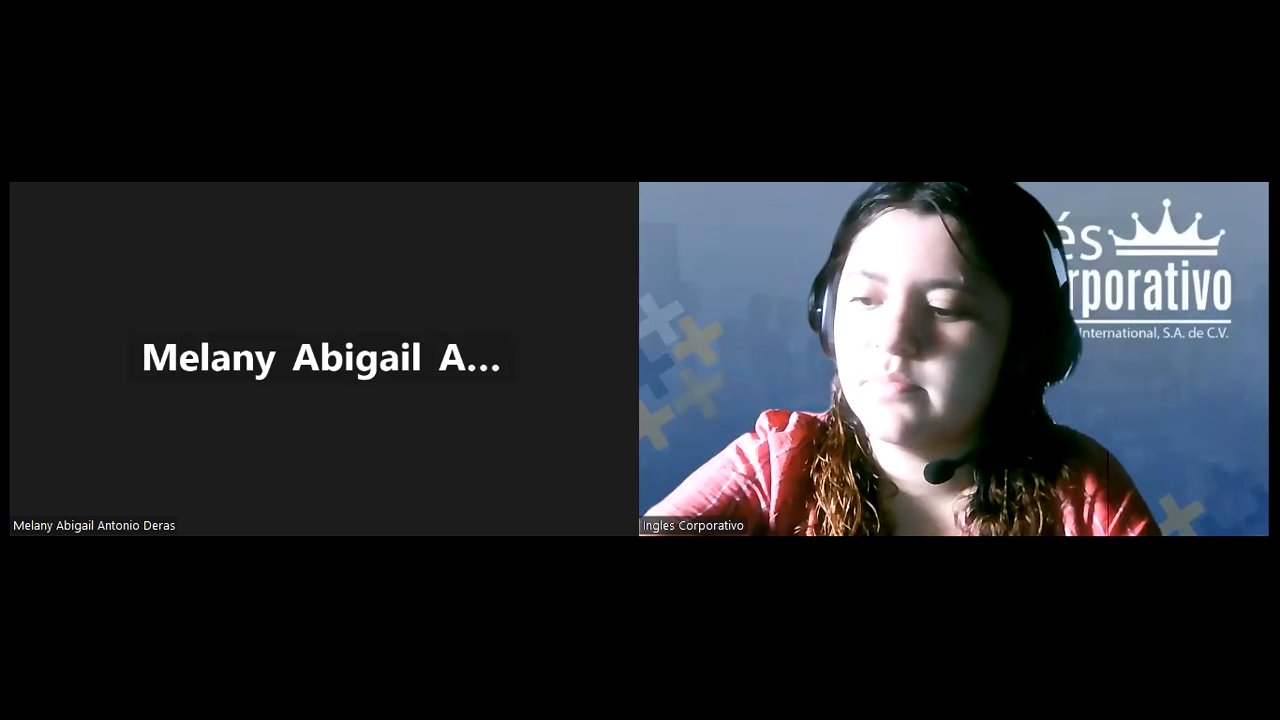 Melany Abigail A...
Melany Abigail Antonio Deras
és
rporativo
International, S.A. de C.V.
Ingles Corporativo